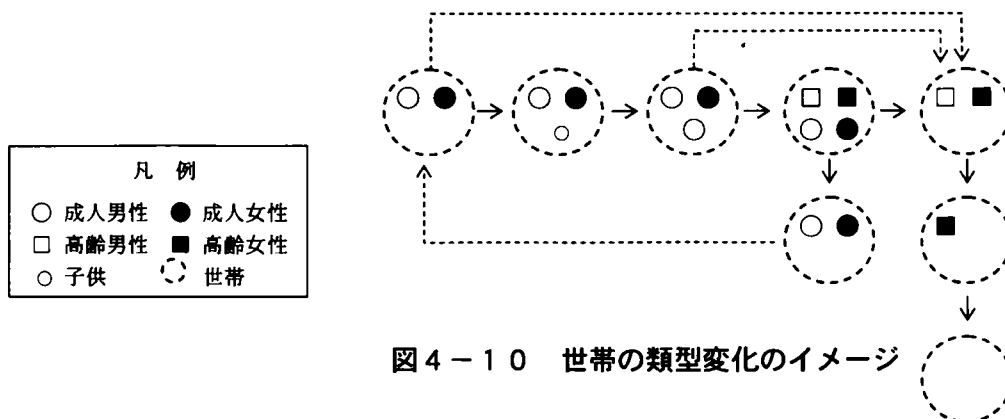 凡 例
成人男性 成人女性
高齢男性 高齢女性
子供 世帯
図4-10 世帯の類型変化のイメージ